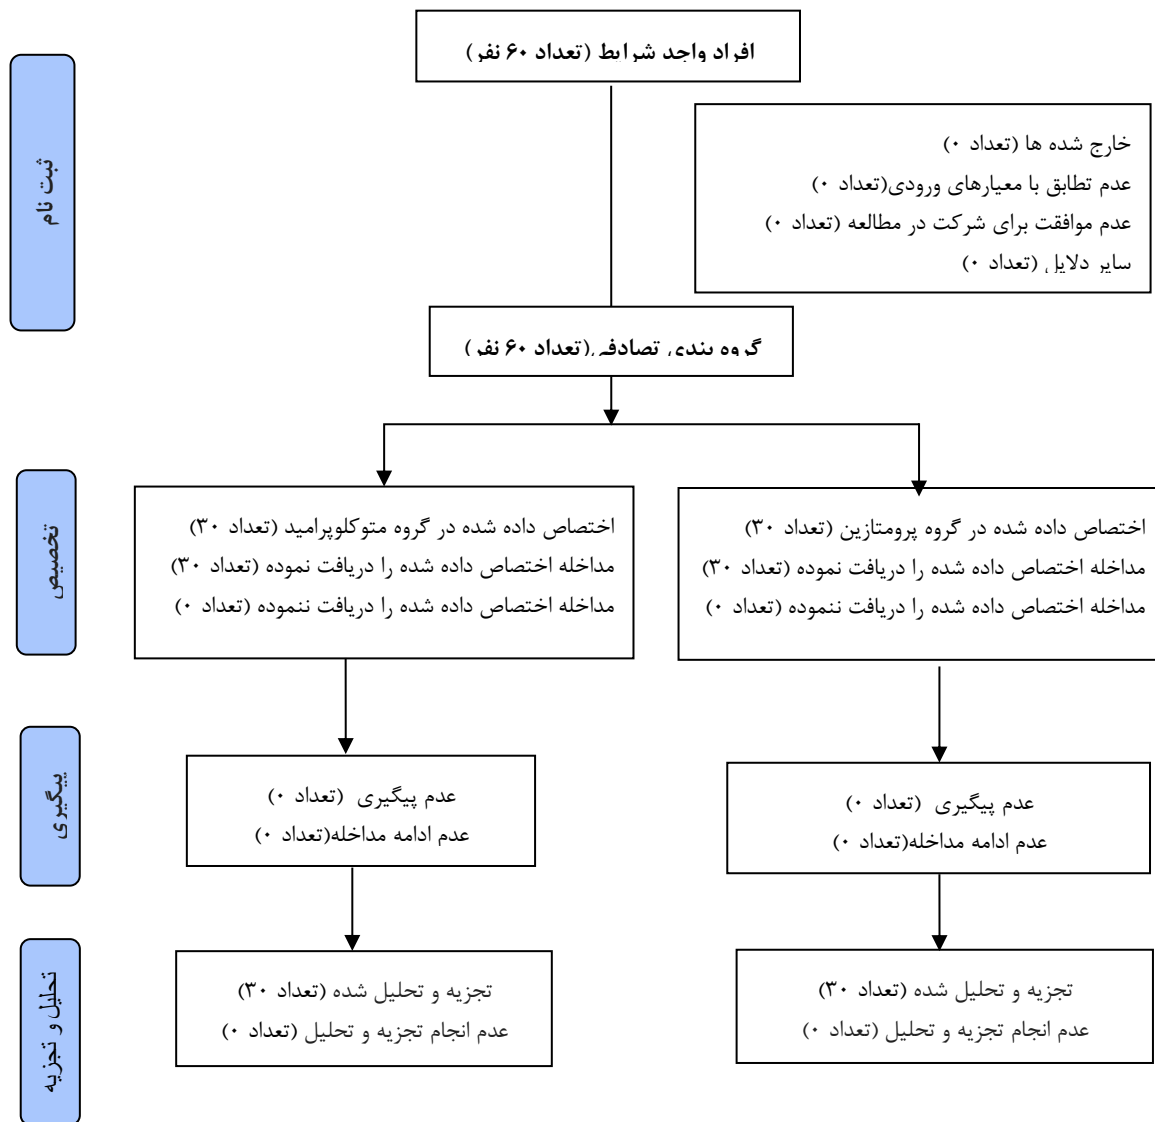 افراد واجد شرایط (تعداد ۶۰ نفر)
ثبت نام
خارج شده ها (تعداد ۰)
عدم تطابق با معیارهای ورودی(تعداد ۰)
عدم موافقت برای شرکت در مطالعه (تعداد ۰)
سایر دلایل (تعداد ۰)
گروه بندی تصادفی(تعداد ۶۰ نفر)
تخصیص
اختصاص داده شده در گروه پرومتازین (تعداد ۳۰)
مداخله اختصاص داده شده را دریافت نموده (تعداد ۳۰)
مداخله اختصاص داده شده را دریافت ننموده (تعداد ۰)
اختصاص داده شده در گروه متوکلوپرامید (تعداد ۳۰)
مداخله اختصاص داده شده را دریافت نموده (تعداد ۳۰)
مداخله اختصاص داده شده را دریافت ننموده (تعداد ۰)
پیگیری
عدم پیگیری (تعداد ۰)
عدم ادامه مداخله(تعداد ۰)
عدم پیگیری (تعداد ۰)
عدم ادامه مداخله(تعداد ۰)
تحلیل و تجزیه
تجزیه و تحلیل شده (تعداد ۳۰)
عدم انجام تجزیه و تحلیل (تعداد ۰)
تجزیه و تحلیل شده (تعداد ۳۰)
عدم انجام تجزیه و تحلیل (تعداد ۰)